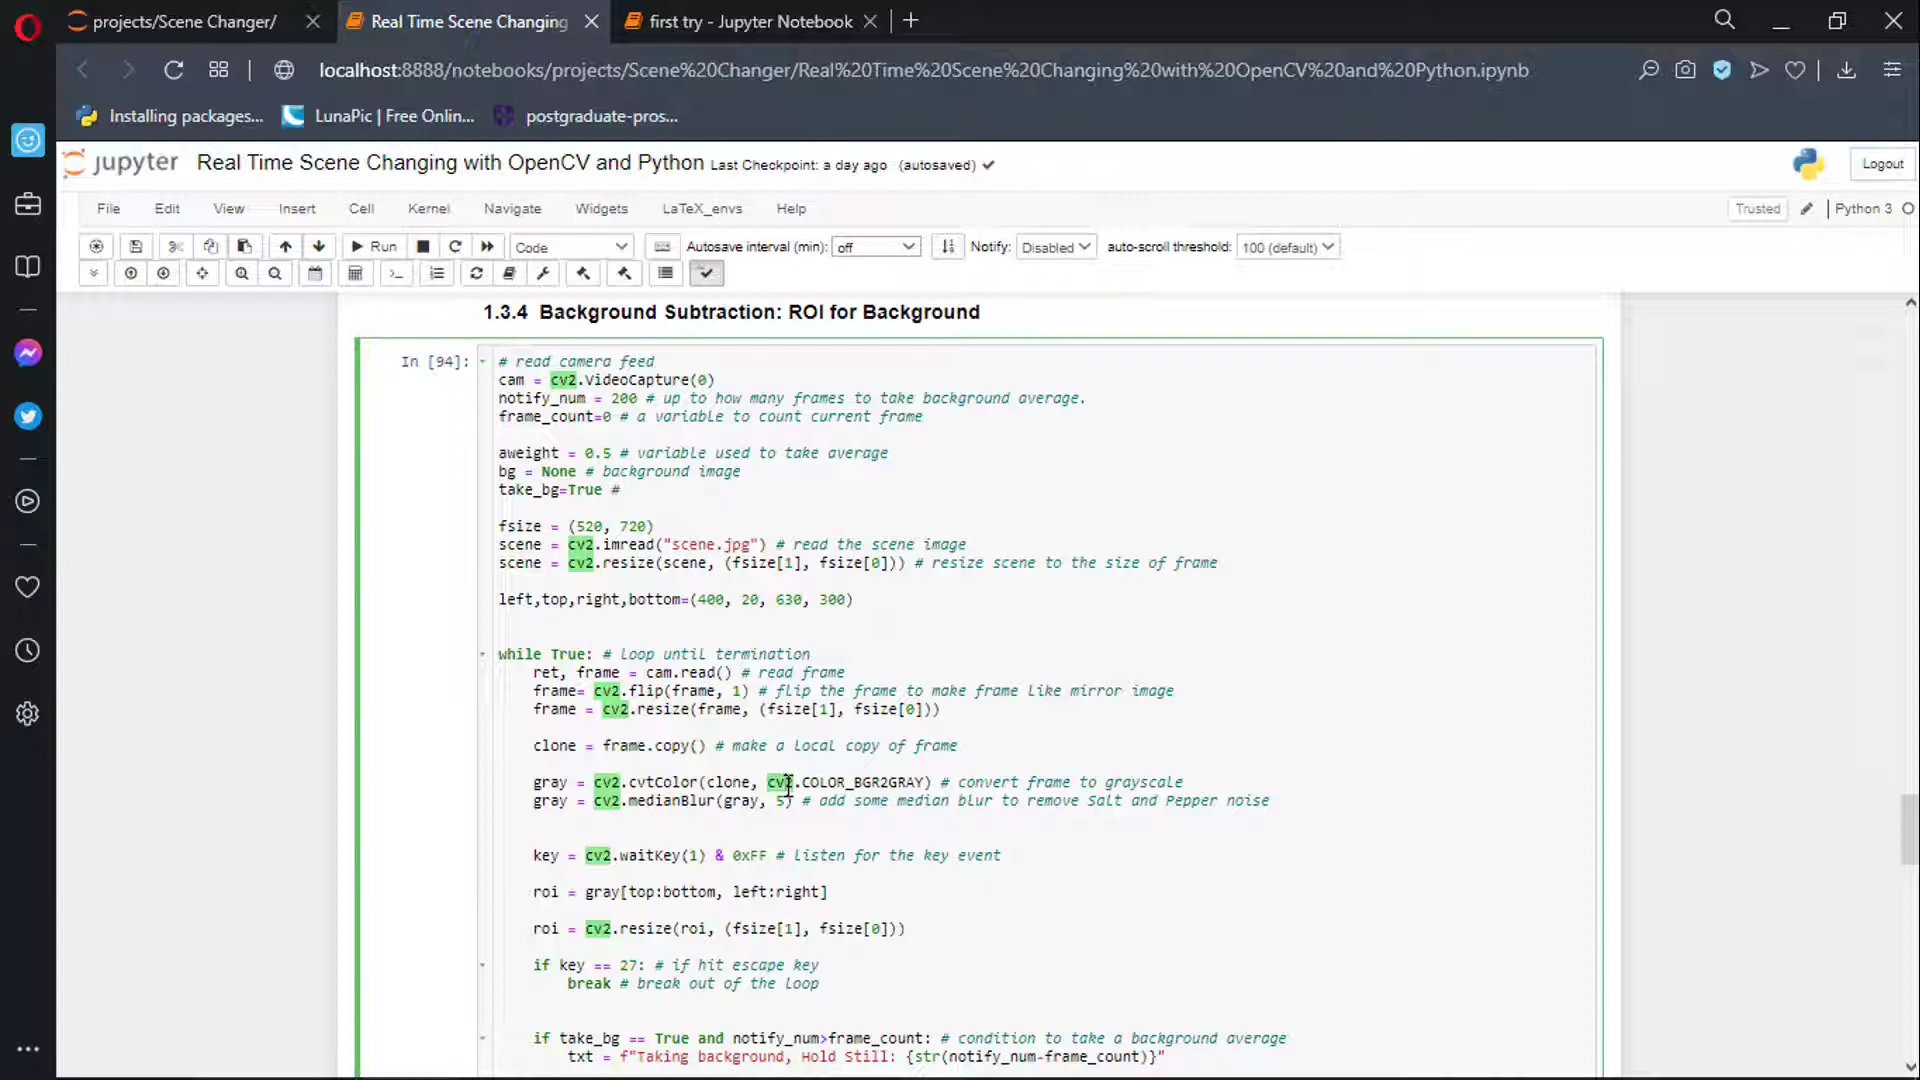 projects/Scene Changer/
Real Time Scene Changing
first try - Jupyter Notebook
localhost:8888/notebooks/projects/Scene%20Changer/Real%20Time%20Scene%20Changing%20with%20OpenCV%20and%20Python.ipynb
Installing packages...
LunaPic | Free Onlin...
postgraduate-pros...
jupyter Real Time Scene Changing with OpenCV and Python Last Checkpoint: a day ago (autosaved)
Logout
File Edit View Insert Cell Kernel Navigate Widgets LaTeX_envs Help
Trusted Python 3
Run Code Autosave interval (min): off Notify: Disabled auto-scroll threshold: 100 (default)
1.3.4 Background Subtraction: ROI for Background
In [94]:
# read camera feed
cam = cv2.VideoCapture(0)
notify_num = 200 # up to how many frames to take background average.
frame_count=0 # a variable to count current frame
aweight = 0.5 # variable used to take average
bg = None # background image
take_bg=True #
fsize = (520, 720)
scene = cv2.imread("scene.jpg") # read the scene image
scene = cv2.resize(scene, (fsize[1], fsize[0])) # resize scene to the size of frame
left,top,right,bottom=(400, 20, 630, 300)
while True: # Loop until termination
ret, frame = cam.read() # read frame
frame= cv2.flip(frame, 1) # flip the frame to make frame like mirror image
frame = cv2.resize(frame, (fsize[1], fsize[0]))
clone = frame.copy() # make a local copy of frame
gray = cv2.cvtColor(clone, cv2.COLOR_BGR2GRAY) # convert frame to grayscale
gray = cv2.medianBlur(gray, 5) # add some median blur to remove Salt and Pepper noise
key = cv2.waitKey(1) & 0xFF # listen for the key event
roi = gray[top:bottom, left:right]
roi = cv2.resize(roi, (fsize[1], fsize[0]))
if key == 27: # if hit escape key
break # break out of the loop
if take_bg == True and notify_num>frame_count: # condition to take a background average
txt = f"Taking background, Hold Still: {str(notify_num-frame_count)}"